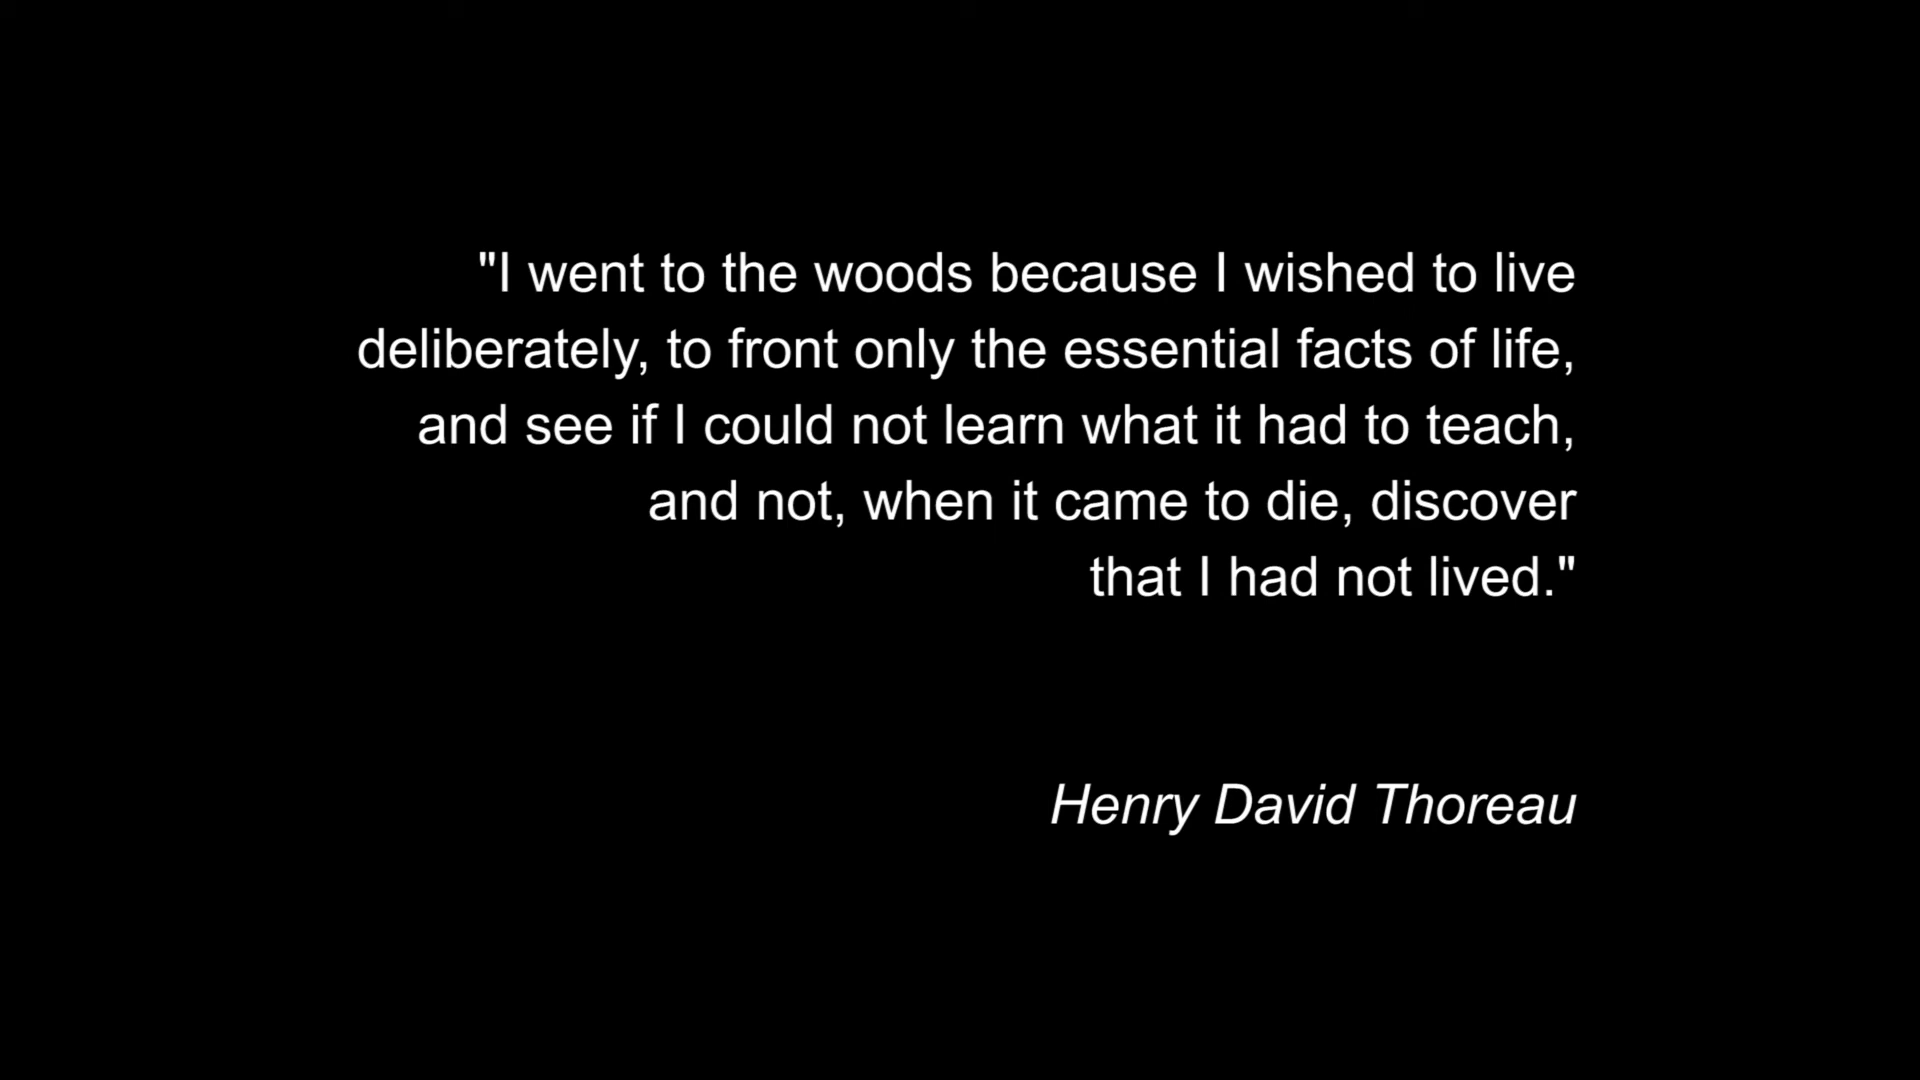 "I went to the woods because I wished to live
deliberately, to front only the essential facts of life,
and see if I could not learn what it had to teach,
and not, when it came to die, discover
that I had not lived."
Henry David Thoreau